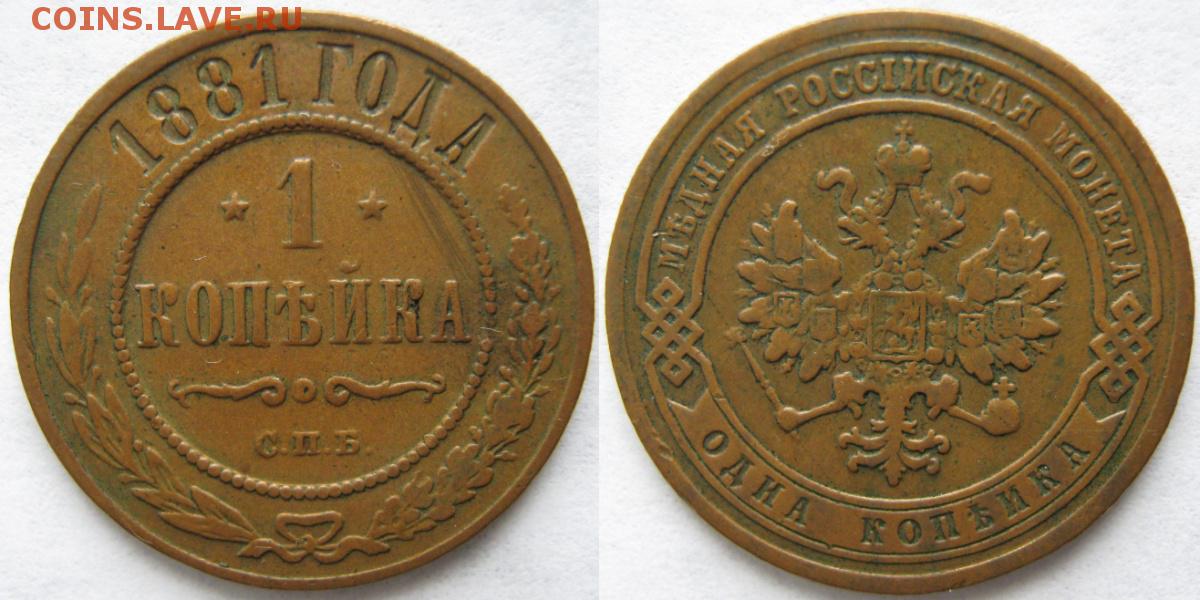 COINS.LAVE.RU
1881 ГОДА
1
КОПѢЙКА
С.П.Б.
МѢДНАЯ РОССІЙСКАЯ МОНЕТА
ОДНА КОПѢЙКА